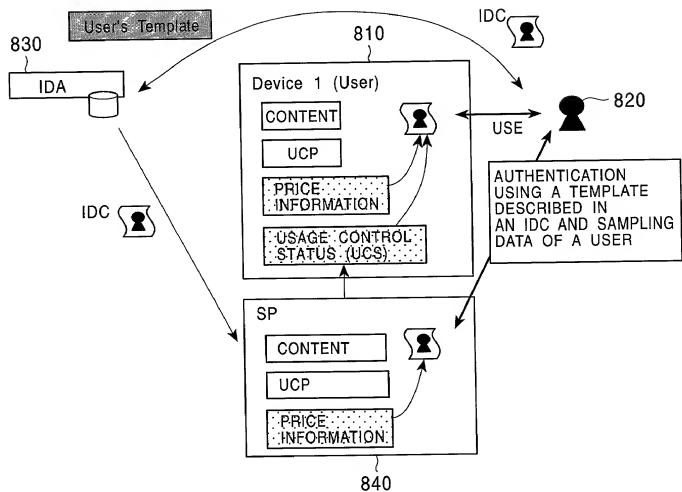 User's Template
IDC
830
810
IDA
Device 1 (User)
820
CONTENT
USE
UCP
AUTHENTICATION
USING A TEMPLATE
DESCRIBED IN
AN IDC AND SAMPLING
DATA OF A USER
PRICE
INFORMATION
IDC
USAGE CONTROL
STATUS (UCS)
SP
CONTENT
UCP
PRICE
INFORMATION
840